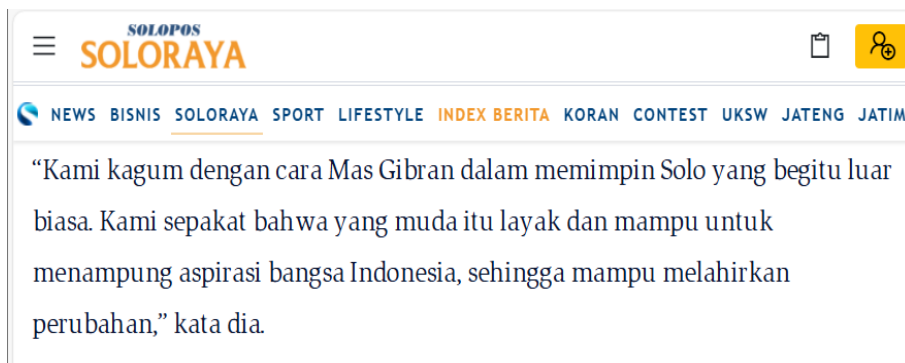 SOLOPOS
SOLORAYA
NEWS BISNIS SOLORAYA SPORT LIFESTYLE INDEX BERITA KORAN CONTEST UKSW JATENG JATIM
“Kami kagum dengan cara Mas Gibran dalam memimpin Solo yang begitu luar
biasa. Kami sepakat bahwa yang muda itu layak dan mampu untuk
menampung aspirasi bangsa Indonesia, sehingga mampu melahirkan
perubahan,” kata dia.